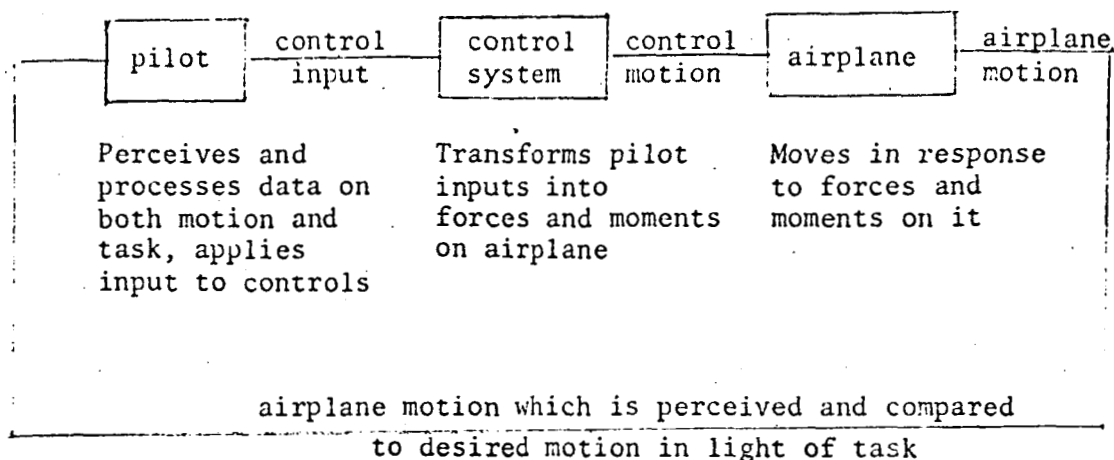 pilot
control
input
control
system
control
motion
airplane
airplane
motion
Perceives and
processes data on
both motion and
task, applies
input to controls
Transforms pilot
inputs into
forces and moments
on airplane
Moves in response
to forces and
moments on it
airplane motion which is perceived and compared
to desired motion in light of task